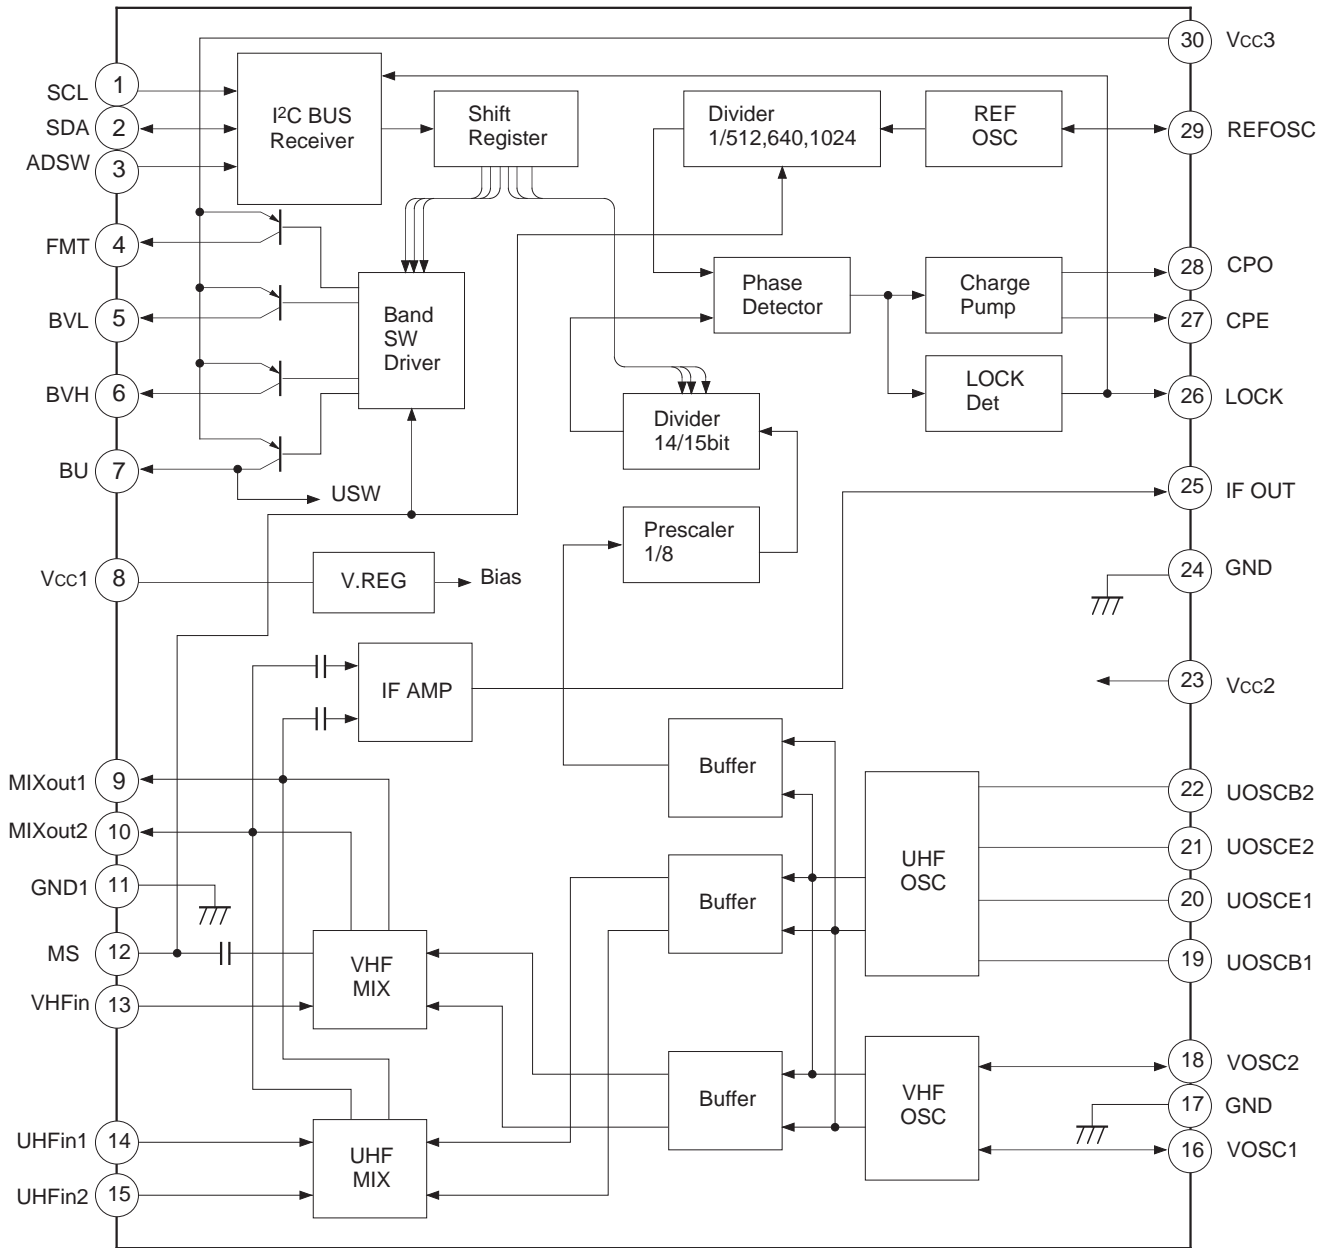 1
SCL
2
SDA
3
ADSW
4
FMT
5
BVL
6
BVH
7
BU
8
Vcc1
9
MIXout1
10
MIXout2
11
GND1
12
MS
13
VHFin
14
UHFin1
15
UHFin2
I²C BUS
Receiver
Shift
Register
Divider
1/512,640,1024
REF
OSC
Band
SW
Driver
Phase
Detector
Charge
Pump
LOCK
Det
Divider
14/15bit
Prescaler
1/8
USW
V.REG
Bias
IF AMP
Buffer
Buffer
Buffer
UHF
OSC
VHF
OSC
VHF
MIX
UHF
MIX
30
Vcc3
29
REFOSC
28
CPO
27
CPE
26
LOCK
25
IF OUT
24
GND
23
Vcc2
22
UOSCB2
21
UOSCE2
20
UOSCE1
19
UOSCB1
18
VOSC2
17
GND
16
VOSC1